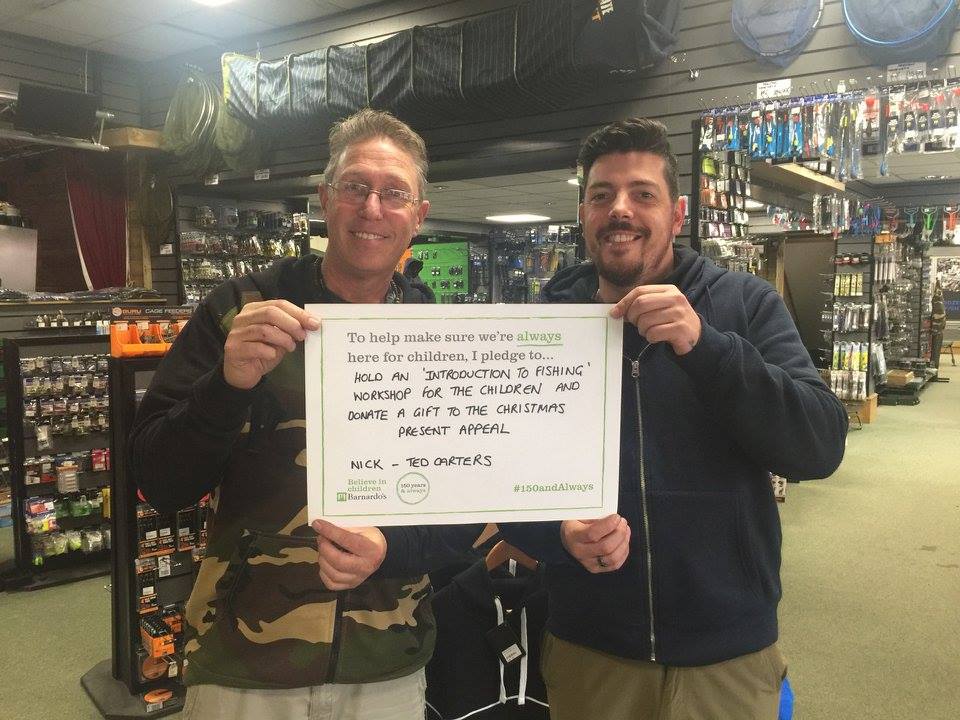 GURU CAGE FEEDERS
To help make sure we're always
here for children, I pledge to...
HOLD AN 'INTRODUCTION TO FISHING'
WORKSHOP FOR THE CHILDREN AND
DONATE A GIFT TO THE CHRISTMAS
PRESENT APPEAL
NICK - TED CARTERS
Believe in
children
Barnardo's
150 years
& always
#150andAlways